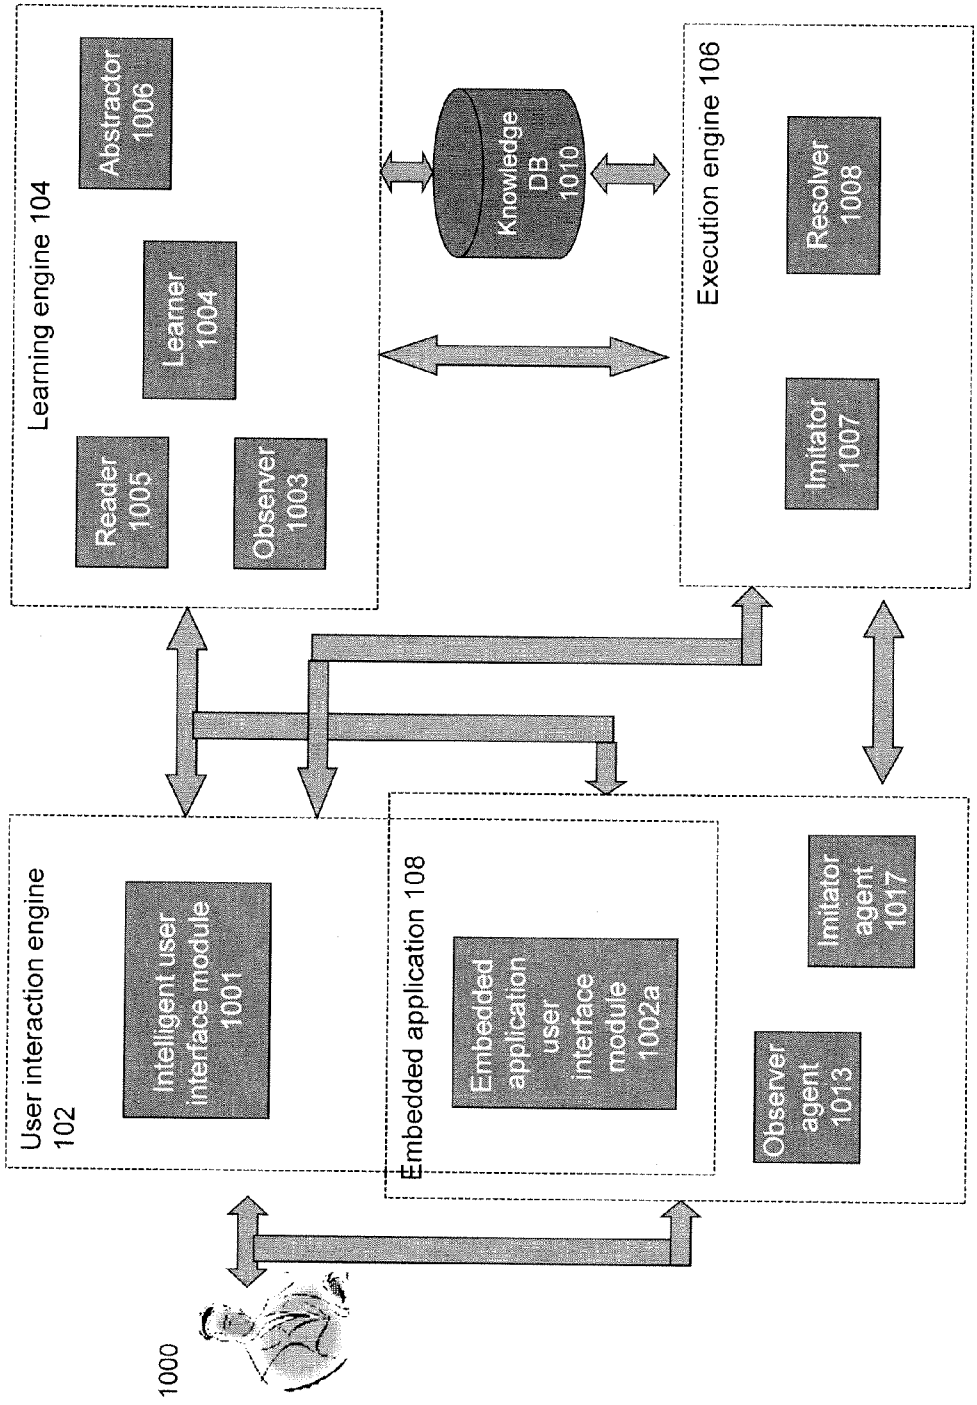 1000
User interaction engine
102
Intelligent user
interface module
1001
Embedded application 108
Embedded
application
user
interface
module
1002a
Observer
agent
1013
Imitator
agent
1017
Learning engine 104
Reader
1005
Observer
1003
Learner
1004
Abstractor
1006
Knowledge
DB
1010
Execution engine 106
Imitator
1007
Resolver
1008